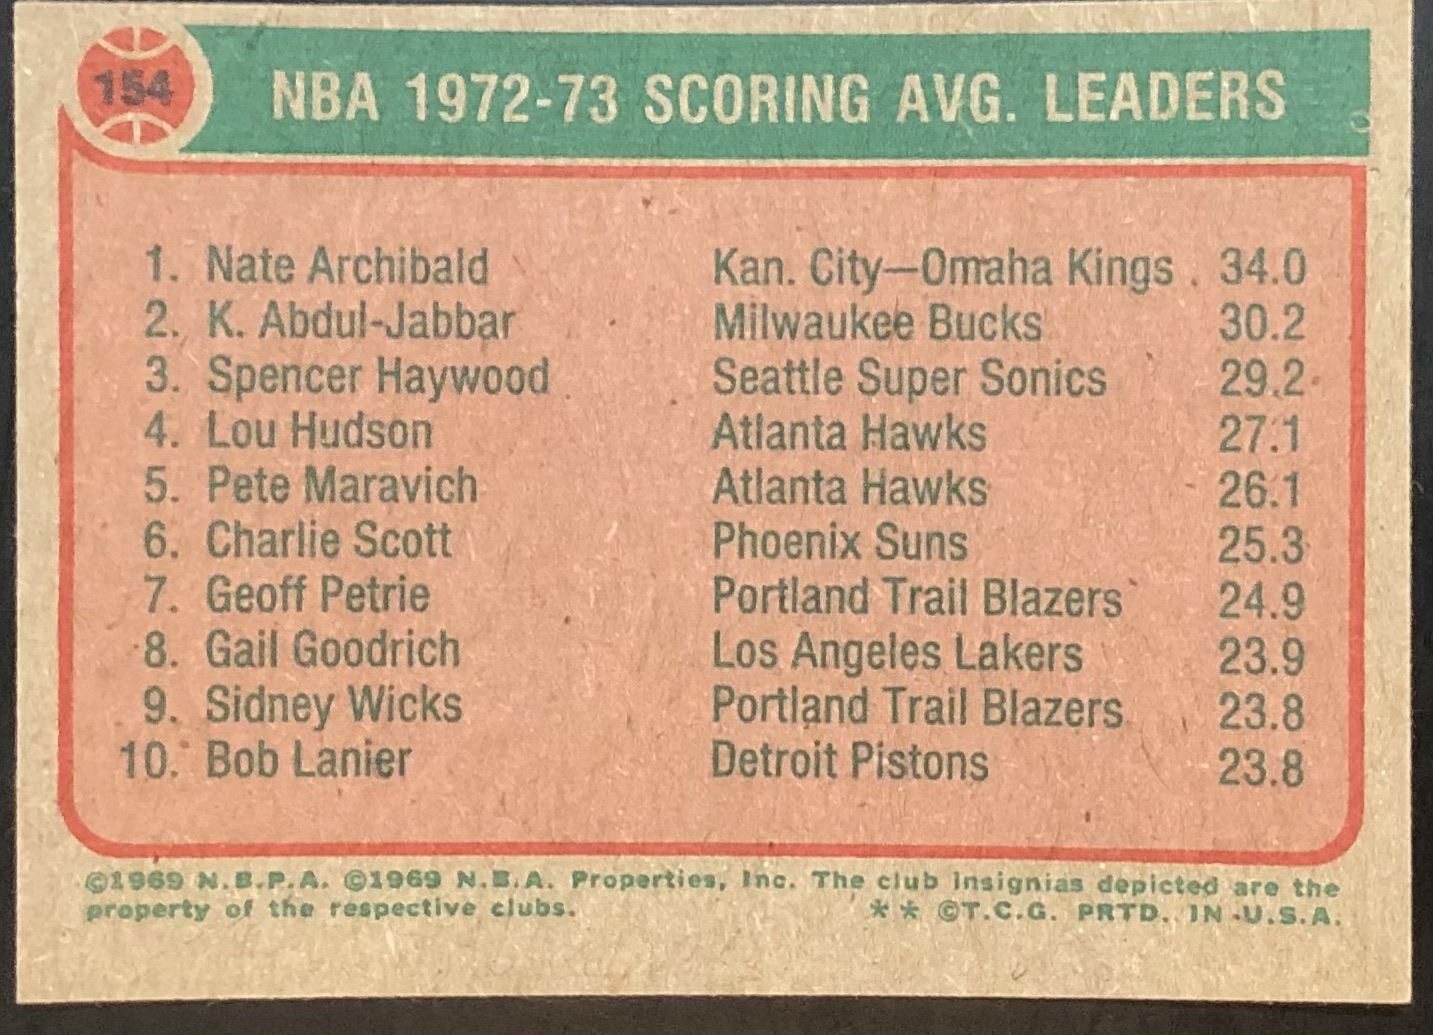 154
NBA 1972-73 SCORING AVG. LEADERS
1. Nate Archibald Kan. City—Omaha Kings . 34.0
2. K. Abdul-Jabbar Milwaukee Bucks 30.2
3. Spencer Haywood Seattle Super Sonics 29.2
4. Lou Hudson Atlanta Hawks 27.1
5. Pete Maravich Atlanta Hawks 26.1
6. Charlie Scott Phoenix Suns 25.3
7. Geoff Petrie Portland Trail Blazers 24.9
8. Gail Goodrich Los Angeles Lakers 23.9
9. Sidney Wicks Portland Trail Blazers 23.8
10. Bob Lanier Detroit Pistons 23.8
©1969 N.B.P.A. ©1969 N.B.A. Properties, Inc. The club insignias depicted are the
property of the respective clubs. ** ©T.C.G. PRTD. IN U.S.A.